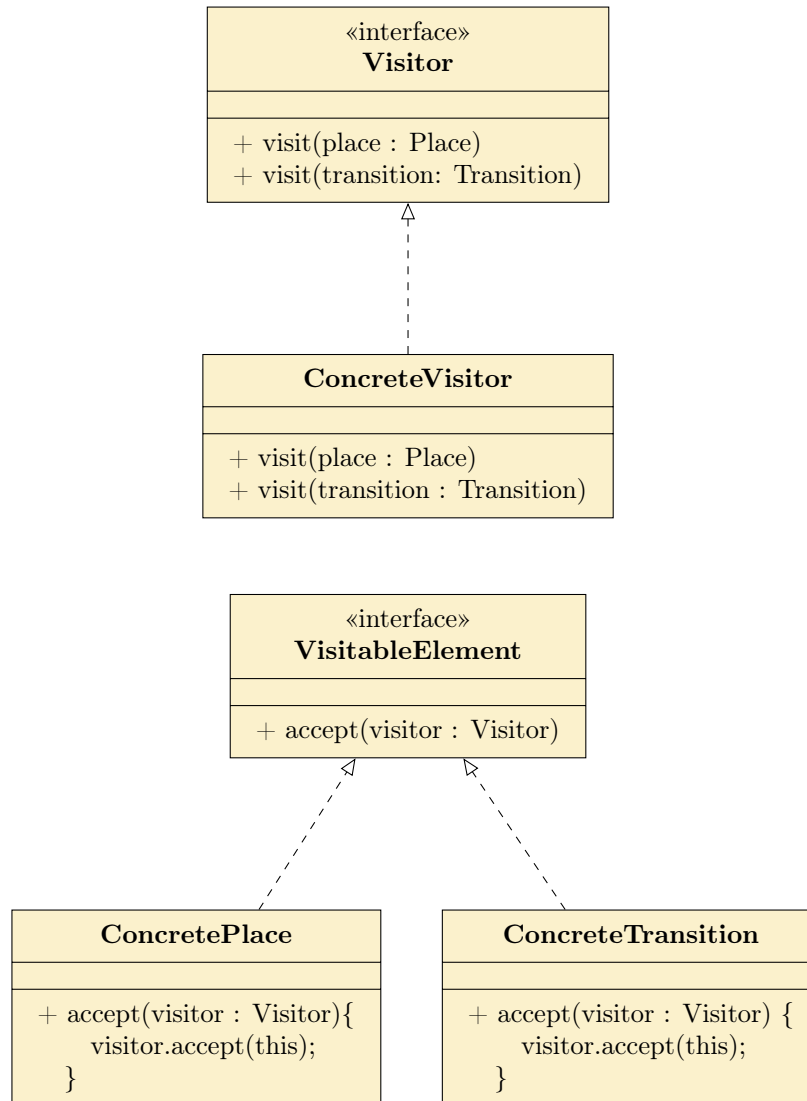 «interface»
Visitor
+ visit(place : Place)
+ visit(transition: Transition)
ConcreteVisitor
+ visit(place : Place)
+ visit(transition : Transition)
«interface»
VisitableElement
+ accept(visitor : Visitor)
ConcretePlace
+ accept(visitor : Visitor){
visitor.accept(this);
}
ConcreteTransition
+ accept(visitor : Visitor) {
visitor.accept(this);
}